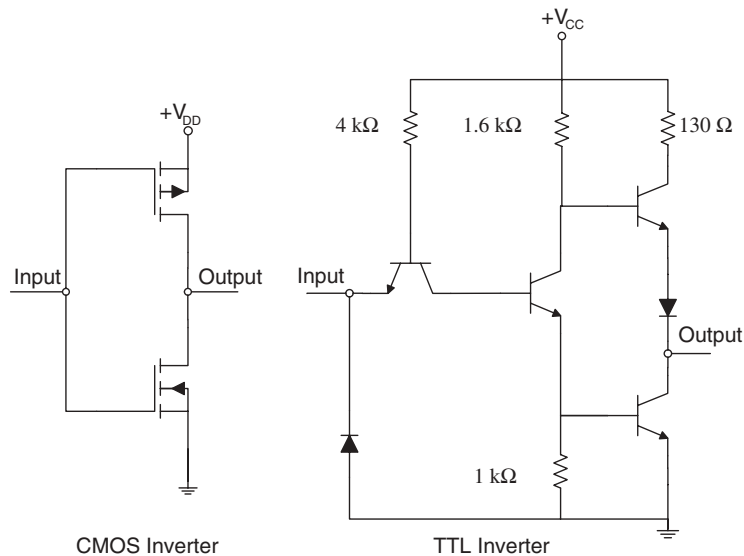 +VCC
4 kΩ
1.6 kΩ
130 Ω
+VDD
Input
Output
Input
Output
1 kΩ
CMOS Inverter
TTL Inverter